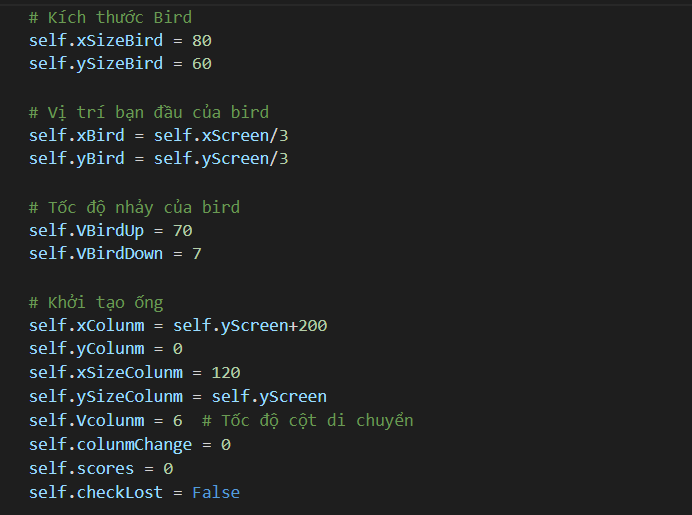 # Kích thước Bird
self.xSizeBird = 80
self.ySizeBird = 60
# Vị trí bạn đầu của bird
self.xBird = self.xScreen/3
self.yBird = self.yScreen/3
# Tốc độ nhảy của bird
self.VBirdUp = 70
self.VBirdDown = 7
# Khởi tạo ống
self.xColunm = self.yScreen+200
self.yColunm = 0
self.xSizeColunm = 120
self.ySizeColunm = self.yScreen
self.Vcolunm = 6  # Tốc độ cột di chuyển
self.colunmChange = 0
self.scores = 0
self.checkLost = False